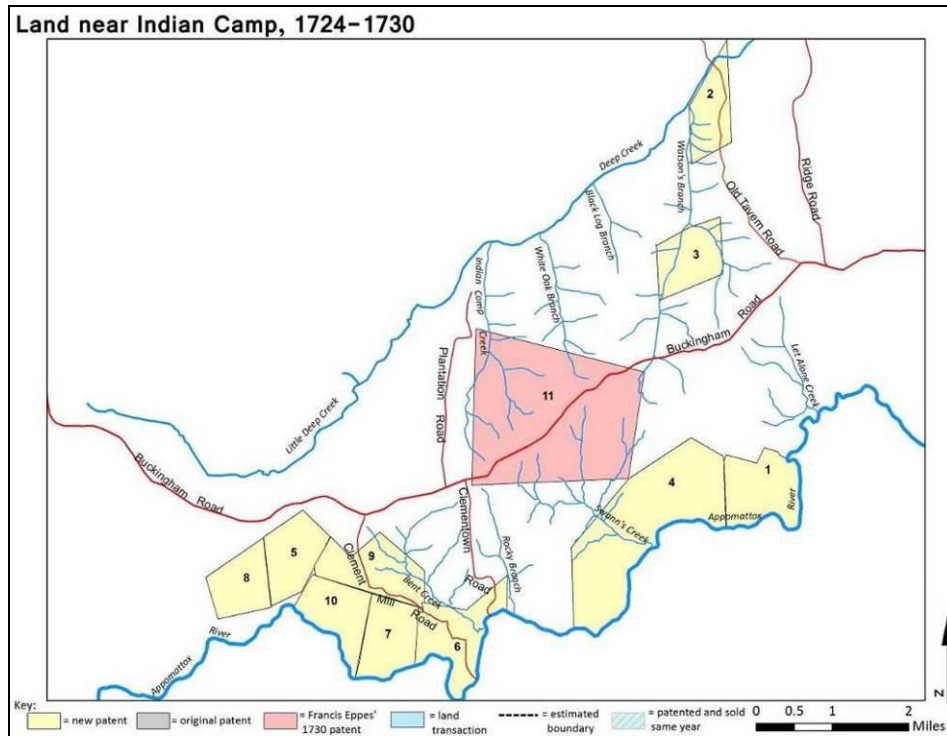 Land near Indian Camp, 1724-1730
2
Deep Creek
Watson's Branch
Ridge Road
Black Log Branch
Old Tavern Road
3
Indian Camp
Creek
White Oak Branch
Buckingham Road
Let Alone Creek
Plantation Road
11
Little Deep Creek
Buckingham Road
4
1
Appomattox
River
Swann's Creek
Clementown
Road
Rocky Branch
5
9
8
Clement
Mill
Road
Bent Creek
10
7
6
River
Appomattox
N
Key:
= new patent
= original patent
= Francis Eppes'
1730 patent
= land
transaction
= estimated
boundary
= patented and sold
same year
0 0.5 1 2
Miles